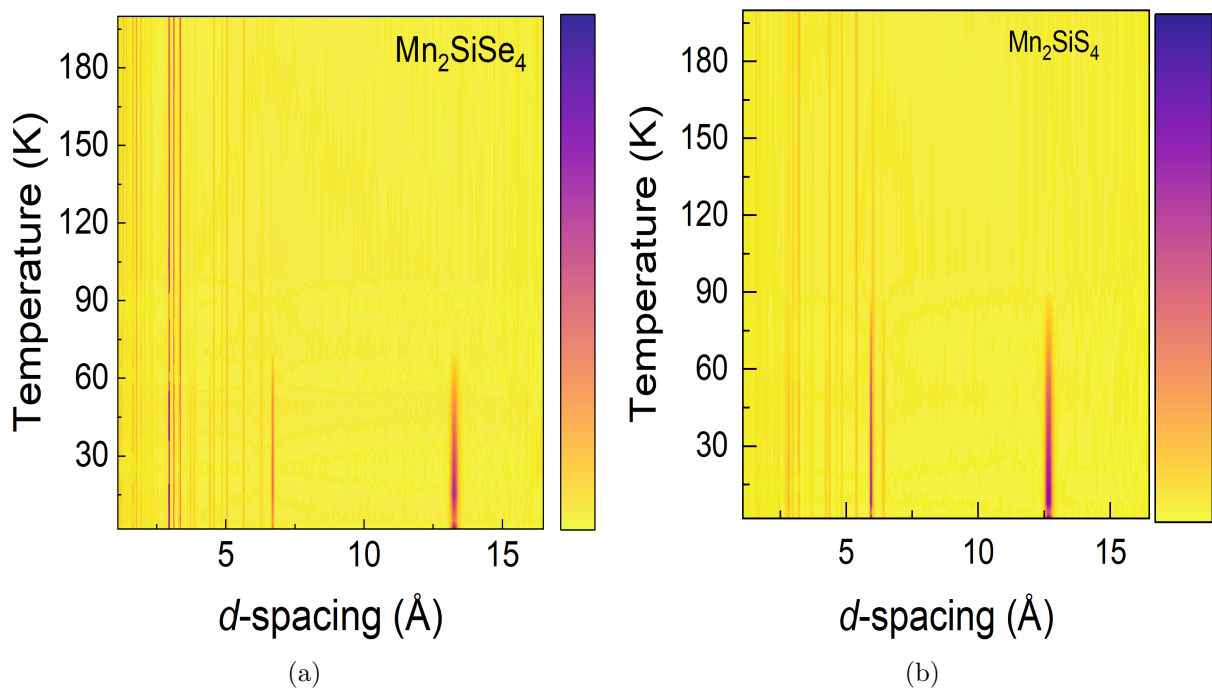 Mn₂SiSe₄
180
150
120
90
60
30
Temperature (K)
5
10
15
d-spacing (Å)
(a)
Mn₂SiS₄
180
150
120
90
60
30
Temperature (K)
5
10
15
d-spacing (Å)
(b)